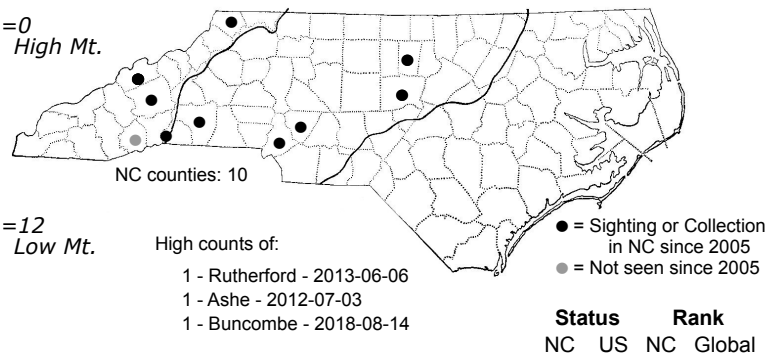 =0
High Mt.
NC counties: 10
=12
Low Mt.
High counts of:
1 - Rutherford - 2013-06-06
1 - Ashe - 2012-07-03
1 - Buncombe - 2018-08-14
= Sighting or Collection
in NC since 2005
= Not seen since 2005
Status Rank
NC US NC Global